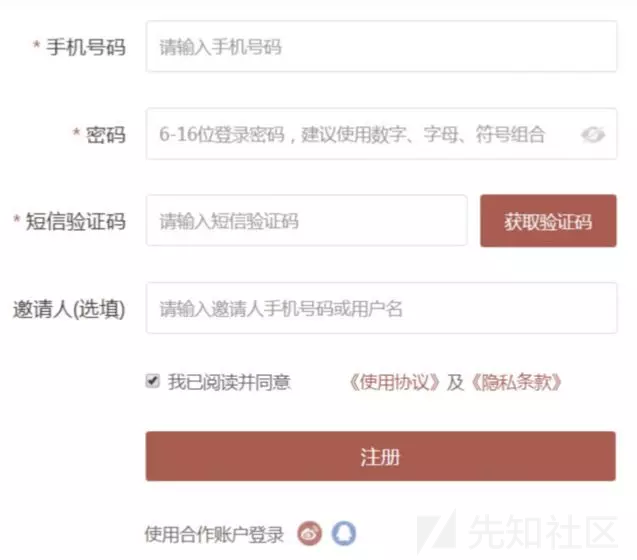 * 手机号码 请输入手机号码
* 密码 6-16位登录密码，建议使用数字、字母、符号组合
* 短信验证码 请输入短信验证码 获取验证码
邀请人(选填) 请输入邀请人手机号码或用户名
我已阅读并同意 《使用协议》及《隐私条款》
注册
使用合作账户登录
先知社区